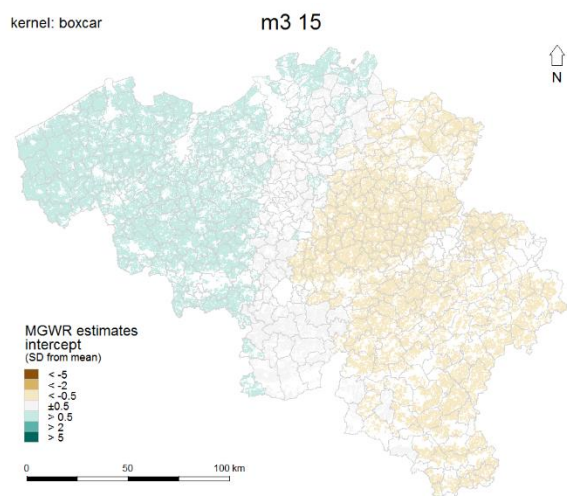 kernel: boxcar
m3 15
N
MGWR estimates
intercept
(SD from mean)
< -5
< -2
< -0.5
±0.5
> 0.5
> 2
> 5
0 50 100 km